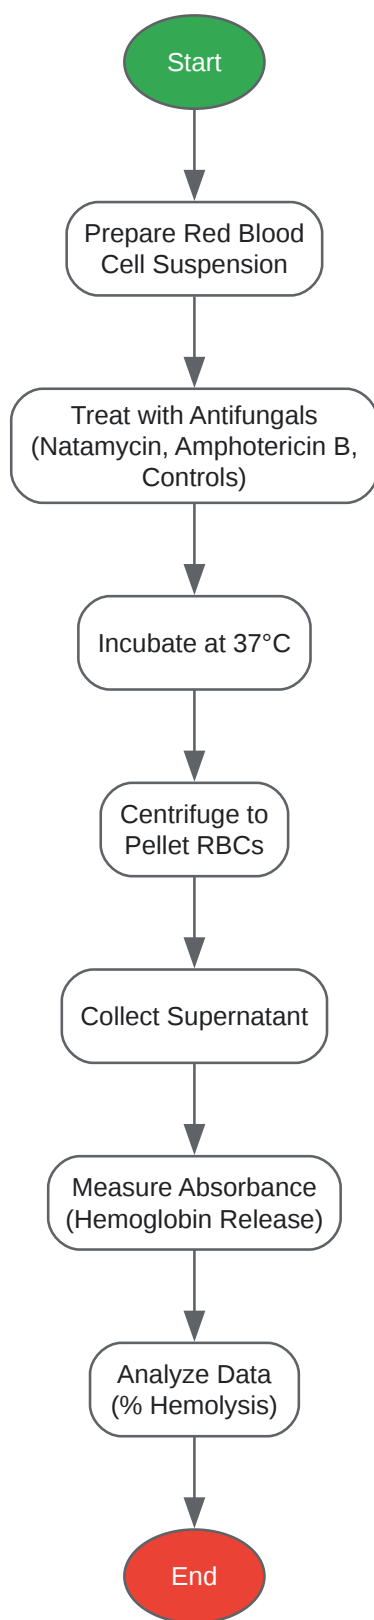 Start
Prepare Red Blood
Cell Suspension
Treat with Antifungals
(Natamycin, Amphotericin B,
Controls)
Incubate at 37°C
Centrifuge to
Pellet RBCs
Collect Supernatant
Measure Absorbance
(Hemoglobin Release)
Analyze Data
(% Hemolysis)
End